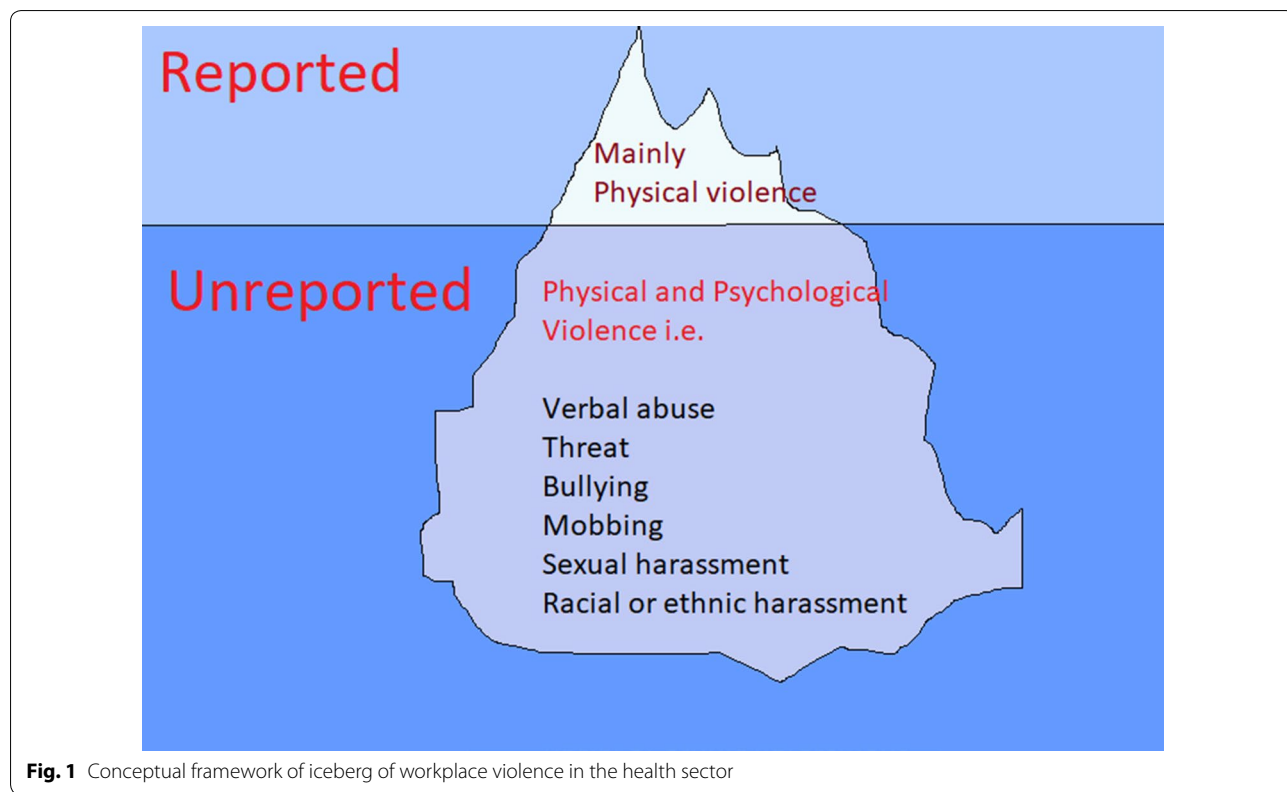 Reported
Mainly
Physical violence
Unreported
Physical and Psychological
Violence i.e.
Verbal abuse
Threat
Bullying
Mobbing
Sexual harassment
Racial or ethnic harassment
Fig. 1 Conceptual framework of iceberg of workplace violence in the health sector